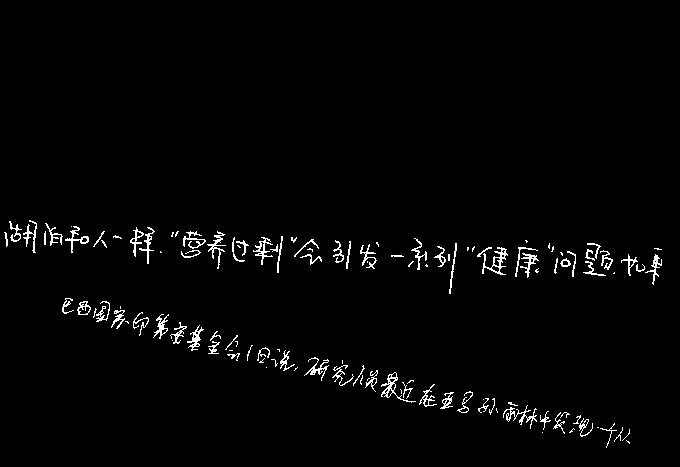 湖泊和人一样，“营养过剩”会引发一系列“健康”问题。如果
巴西国家印第安基金会1日说，研究人员最近在亚马孙雨林中发现一个从